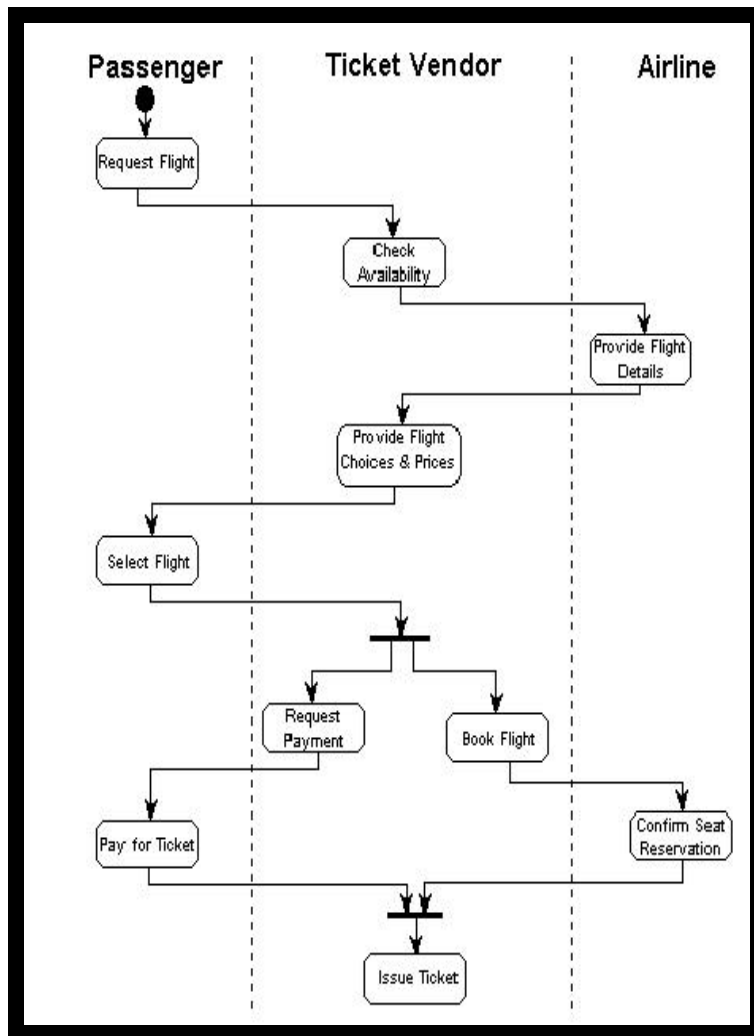 Passenger
Ticket Vendor
Airline
Request Flight
Check
Availability
Provide Flight
Details
Provide Flight
Choices & Prices
Select Flight
Request
Payment
Book Flight
Pay for Ticket
Confirm Seat
Reservation
Issue Ticket